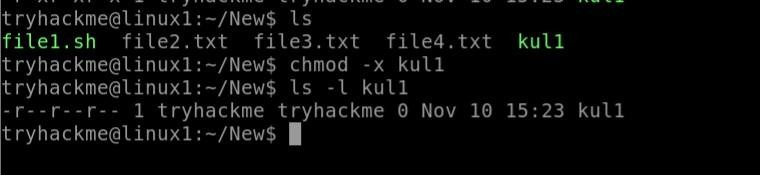 tryhackme@linux1:~/New$ ls
file1.sh file2.txt file3.txt file4.txt kul1
tryhackme@linux1:~/New$ chmod -x kul1
tryhackme@linux1:~/New$ ls -l kul1
-r--r--r-- 1 tryhackme tryhackme 0 Nov 10 15:23 kul1
tryhackme@linux1:~/New$